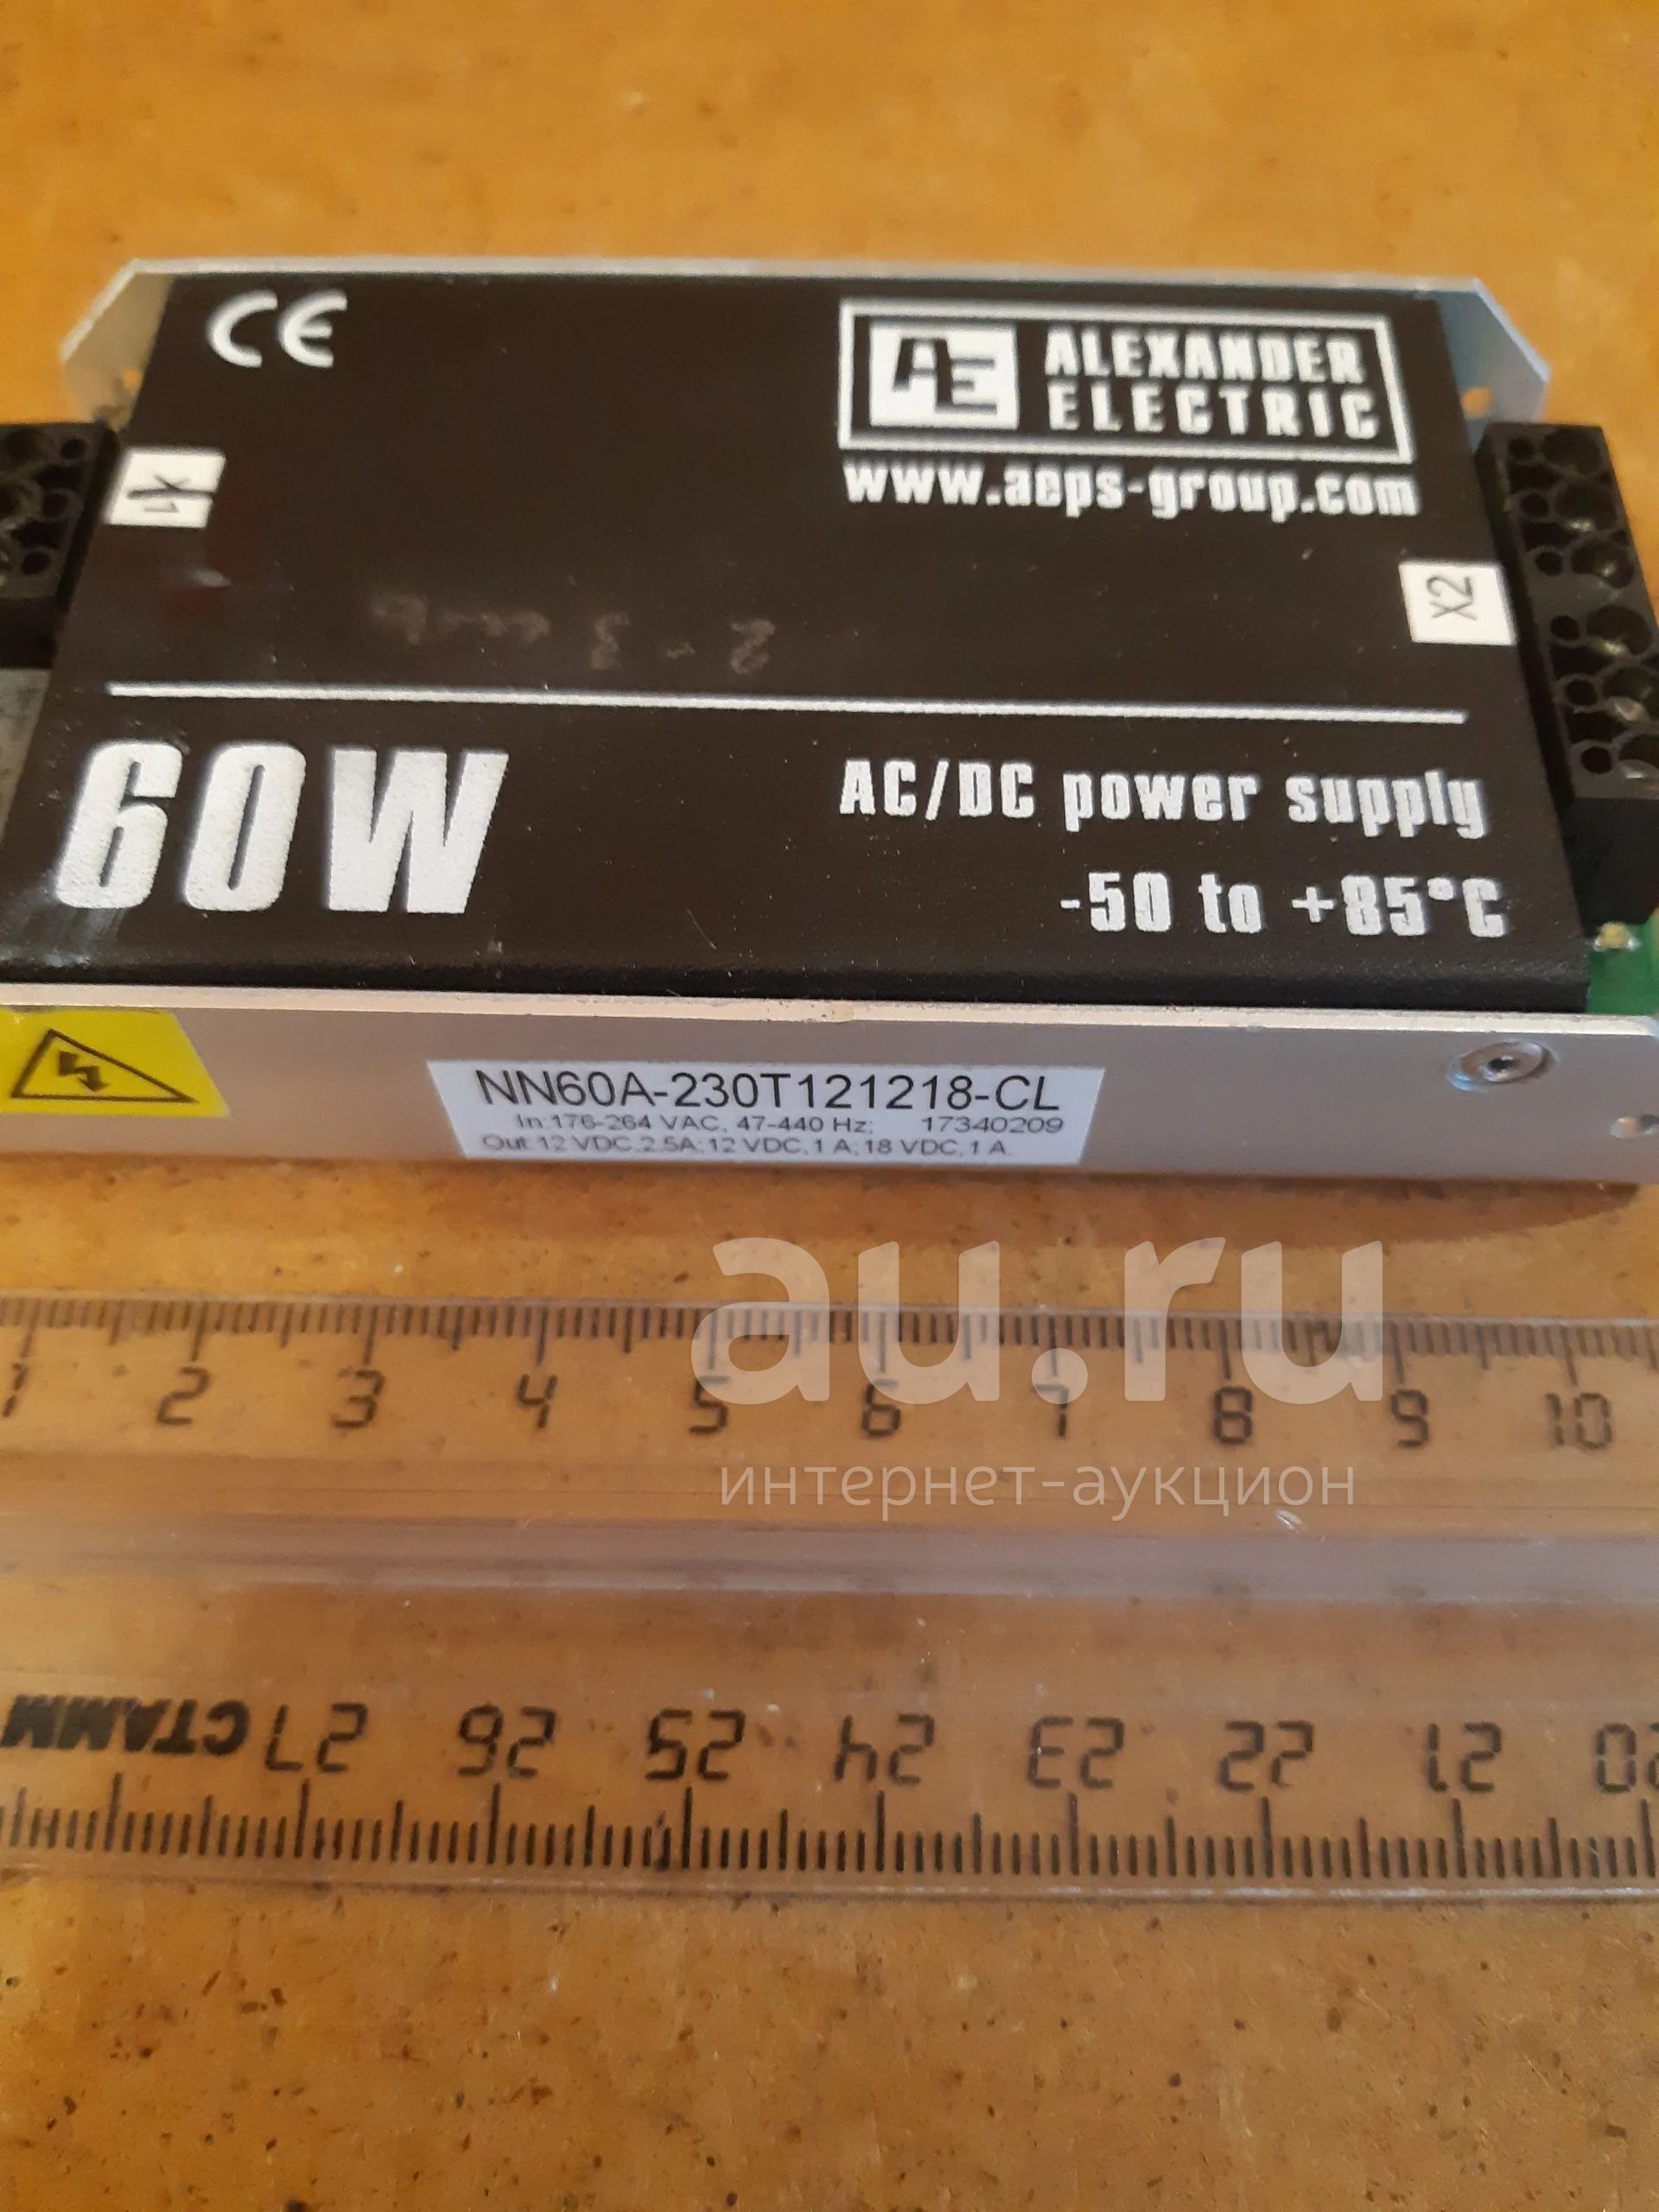 CE
AE ALEXANDER
ELECTRIC
www.aeps-group.com
X1
X2
60W
AC/DC power supply
-50 to +85°C
NN60A-230T121218-CL
In:176-264 VAC, 47-440 Hz; 17340209
Out:12 VDC,2.5A;12 VDC,1 A;18 VDC,1 A.
au.ru
интернет-аукцион
1 2 3 4 5 6 7 8 9 10
СТАММ 27 26 25 24 23 22 21 20